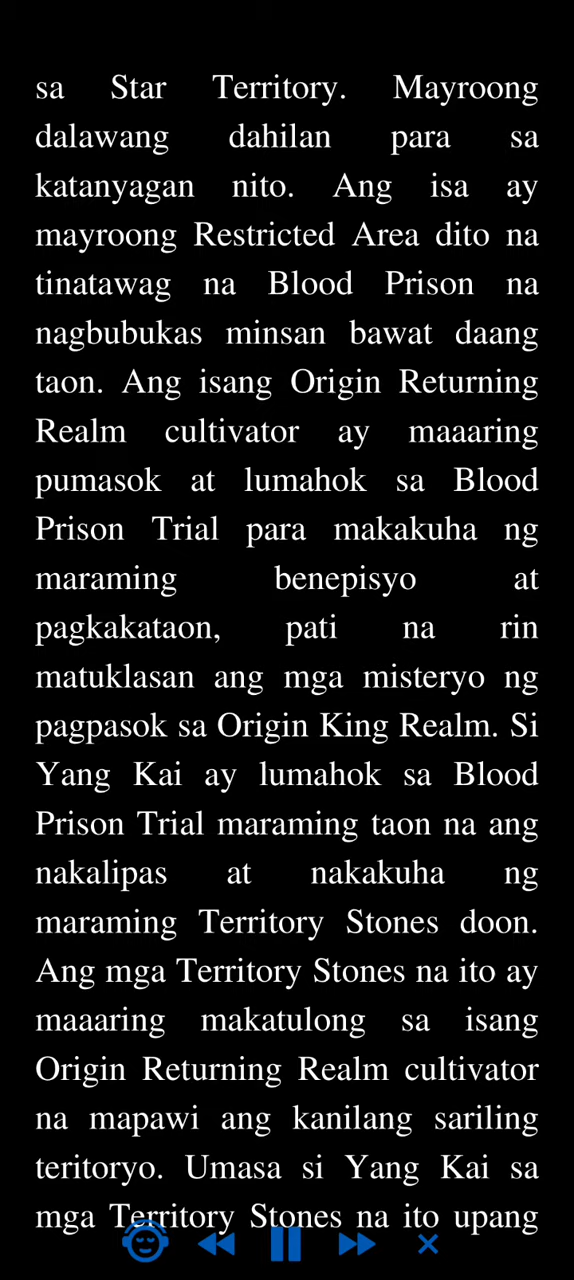 sa Star Territory. Mayroong
dalawang dahilan para sa
katanyagan nito. Ang isa ay
mayroong Restricted Area dito na
tinatawag na Blood Prison na
nagbubukas minsan bawat daang
taon. Ang isang Origin Returning
Realm cultivator ay maaaring
pumasok at lumahok sa Blood
Prison Trial para makakuha ng
maraming benepisyo at
pagkakataon, pati na rin
matuklasan ang mga misteryo ng
pagpasok sa Origin King Realm. Si
Yang Kai ay lumahok sa Blood
Prison Trial maraming taon na ang
nakalipas at nakakuha ng
maraming Territory Stones doon.
Ang mga Territory Stones na ito ay
maaaring makatulong sa isang
Origin Returning Realm cultivator
na mapawi ang kanilang sariling
teritoryo. Umasa si Yang Kai sa
mga Territory Stones na ito upang